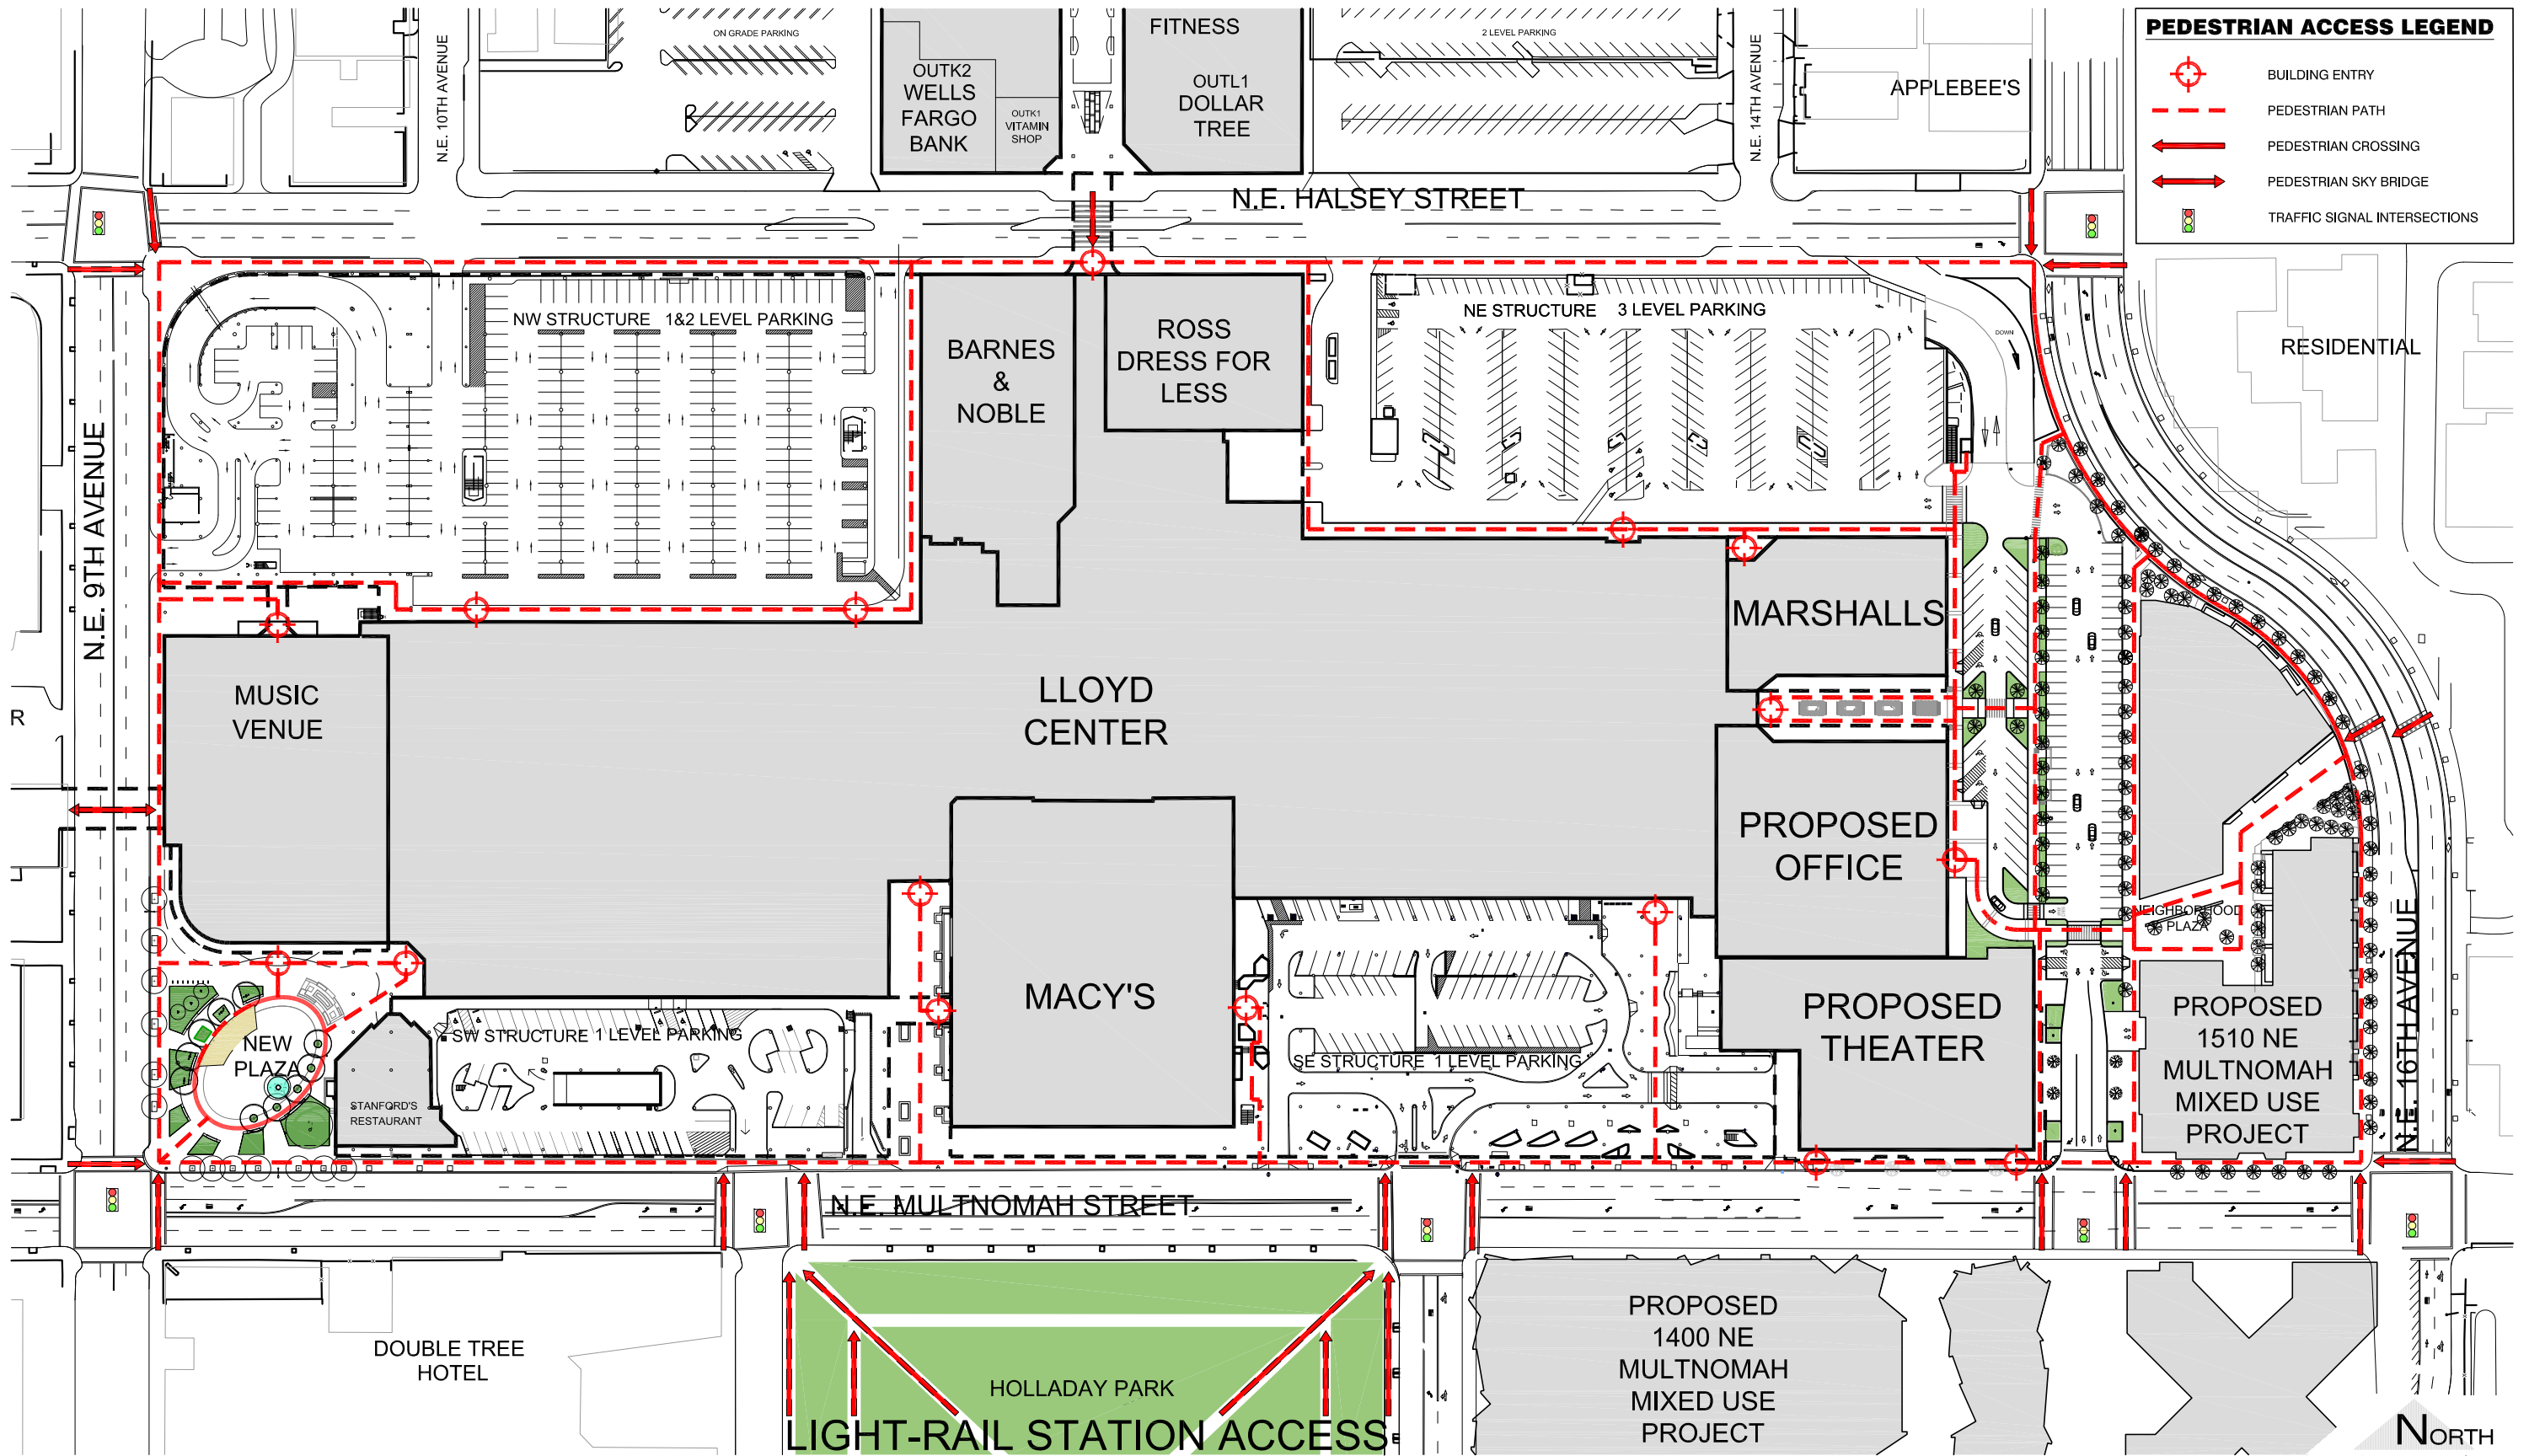 PEDESTRIAN ACCESS LEGEND
BUILDING ENTRY
PEDESTRIAN PATH
PEDESTRIAN CROSSING
PEDESTRIAN SKY BRIDGE
TRAFFIC SIGNAL INTERSECTIONS
N.E. 10TH AVENUE
ON GRADE PARKING
OUTK2
WELLS
FARGO
BANK
OUTK1
VITAMIN
SHOP
FITNESS
OUTL1
DOLLAR
TREE
2 LEVEL PARKING
N.E. 14TH AVENUE
APPLEBEE'S
N.E. HALSEY STREET
NW STRUCTURE 1&2 LEVEL PARKING
BARNES
&
NOBLE
ROSS
DRESS FOR
LESS
NE STRUCTURE 3 LEVEL PARKING
DOWN
RESIDENTIAL
N.E. 9TH AVENUE
R
MUSIC
VENUE
LLOYD
CENTER
MARSHALLS
PROPOSED
OFFICE
NEIGHBORHOOD
PLAZA
N.E. 16TH AVENUE
NEW
PLAZA
STANFORD'S
RESTAURANT
SW STRUCTURE 1 LEVEL PARKING
MACY'S
SE STRUCTURE 1 LEVEL PARKING
PROPOSED
THEATER
PROPOSED
1510 NE
MULTNOMAH
MIXED USE
PROJECT
N.E. MULTNOMAH STREET
DOUBLE TREE
HOTEL
HOLLADAY PARK
LIGHT-RAIL STATION ACCESS
PROPOSED
1400 NE
MULTNOMAH
MIXED USE
PROJECT
NORTH